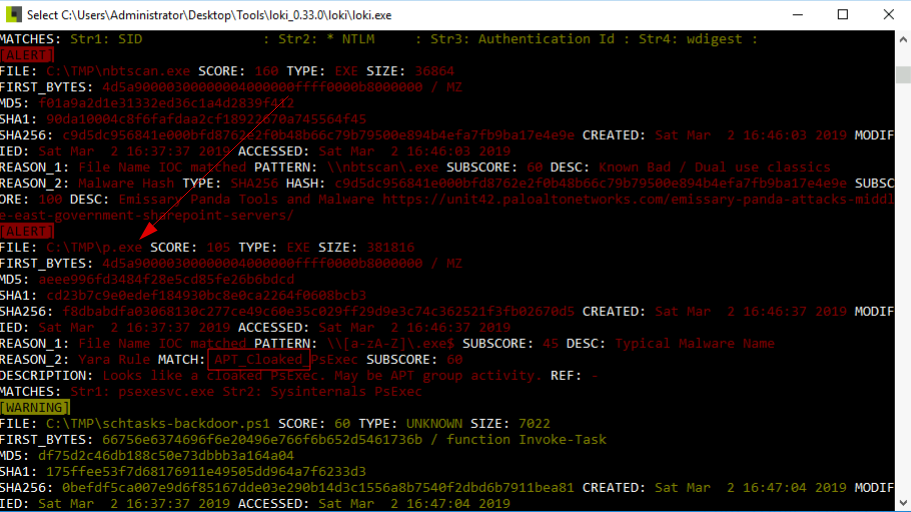 Select C:\Users\Administrator\Desktop\Tools\loki_0.33.0\loki\loki.exe
MATCHES: Str1: SID : Str2: * NTLM : Str3: Authentication Id : Str4: wdigest :
[ALERT]
FILE: C:\TMP\nbtscan.exe SCORE: 160 TYPE: EXE SIZE: 36864
FIRST_BYTES: 4d5a90000300000004000000ffff0000b8000000 / MZ
MD5: f01a9a2d1e31332ed36c1a4d2839f412
SHA1: 90da10004c8f6fafdaa2cf18922670a745564f45
SHA256: c9d5dc956841e000bfd8762e2f0b48b66c79b79500e894b4efa7fb9ba17e4e9e CREATED: Sat Mar 2 16:46:03 2019 MODIF
IED: Sat Mar 2 16:37:37 2019 ACCESSED: Sat Mar 2 16:46:03 2019
REASON_1: File Name IOC matched PATTERN: \\nbtscan\.exe SUBSCORE: 60 DESC: Known Bad / Dual use classics
REASON_2: Malware Hash TYPE: SHA256 HASH: c9d5dc956841e000bfd8762e2f0b48b66c79b79500e894b4efa7fb9ba17e4e9e SUBSC
ORE: 100 DESC: Emissary Panda Tools and Malware https://unit42.paloaltonetworks.com/emissary-panda-attacks-middl
e-east-government-sharepoint-servers/
[ALERT]
FILE: C:\TMP\p.exe SCORE: 105 TYPE: EXE SIZE: 381816
FIRST_BYTES: 4d5a90000300000004000000ffff0000b8000000 / MZ
MD5: aeee996fd3484f28e5cd85fe26b6bdcd
SHA1: cd23b7c9e0edef184930bc8e0ca2264f0608bcb3
SHA256: f8dbabdfa03068130c277ce49c60e35c029ff29d9e3c74c362521f3fb02670d5 CREATED: Sat Mar 2 16:46:37 2019 MODIF
IED: Sat Mar 2 16:37:37 2019 ACCESSED: Sat Mar 2 16:46:37 2019
REASON_1: File Name IOC matched PATTERN: \\[a-zA-Z]\.exe$ SUBSCORE: 45 DESC: Typical Malware Name
REASON_2: Yara Rule MATCH: APT_Cloaked_PsExec SUBSCORE: 60
DESCRIPTION: Looks like a cloaked PsExec. May be APT group activity. REF: -
MATCHES: Str1: psexesvc.exe Str2: Sysinternals PsExec
[WARNING]
FILE: C:\TMP\schtasks-backdoor.ps1 SCORE: 60 TYPE: UNKNOWN SIZE: 7022
FIRST_BYTES: 66756e6374696f6e20496e766f6b652d5461736b / function Invoke-Task
MD5: df75d2c46db188c50e73dbbb3a164a04
SHA1: 175ffee53f7d68176911e49505dd964a7f6233d3
SHA256: 0befdf5ca007e9d6f85167dde03e290b14d3c1556a8b7540f2dbd6b7911bea81 CREATED: Sat Mar 2 16:47:04 2019 MODIF
IED: Sat Mar 2 16:37:37 2019 ACCESSED: Sat Mar 2 16:47:04 2019